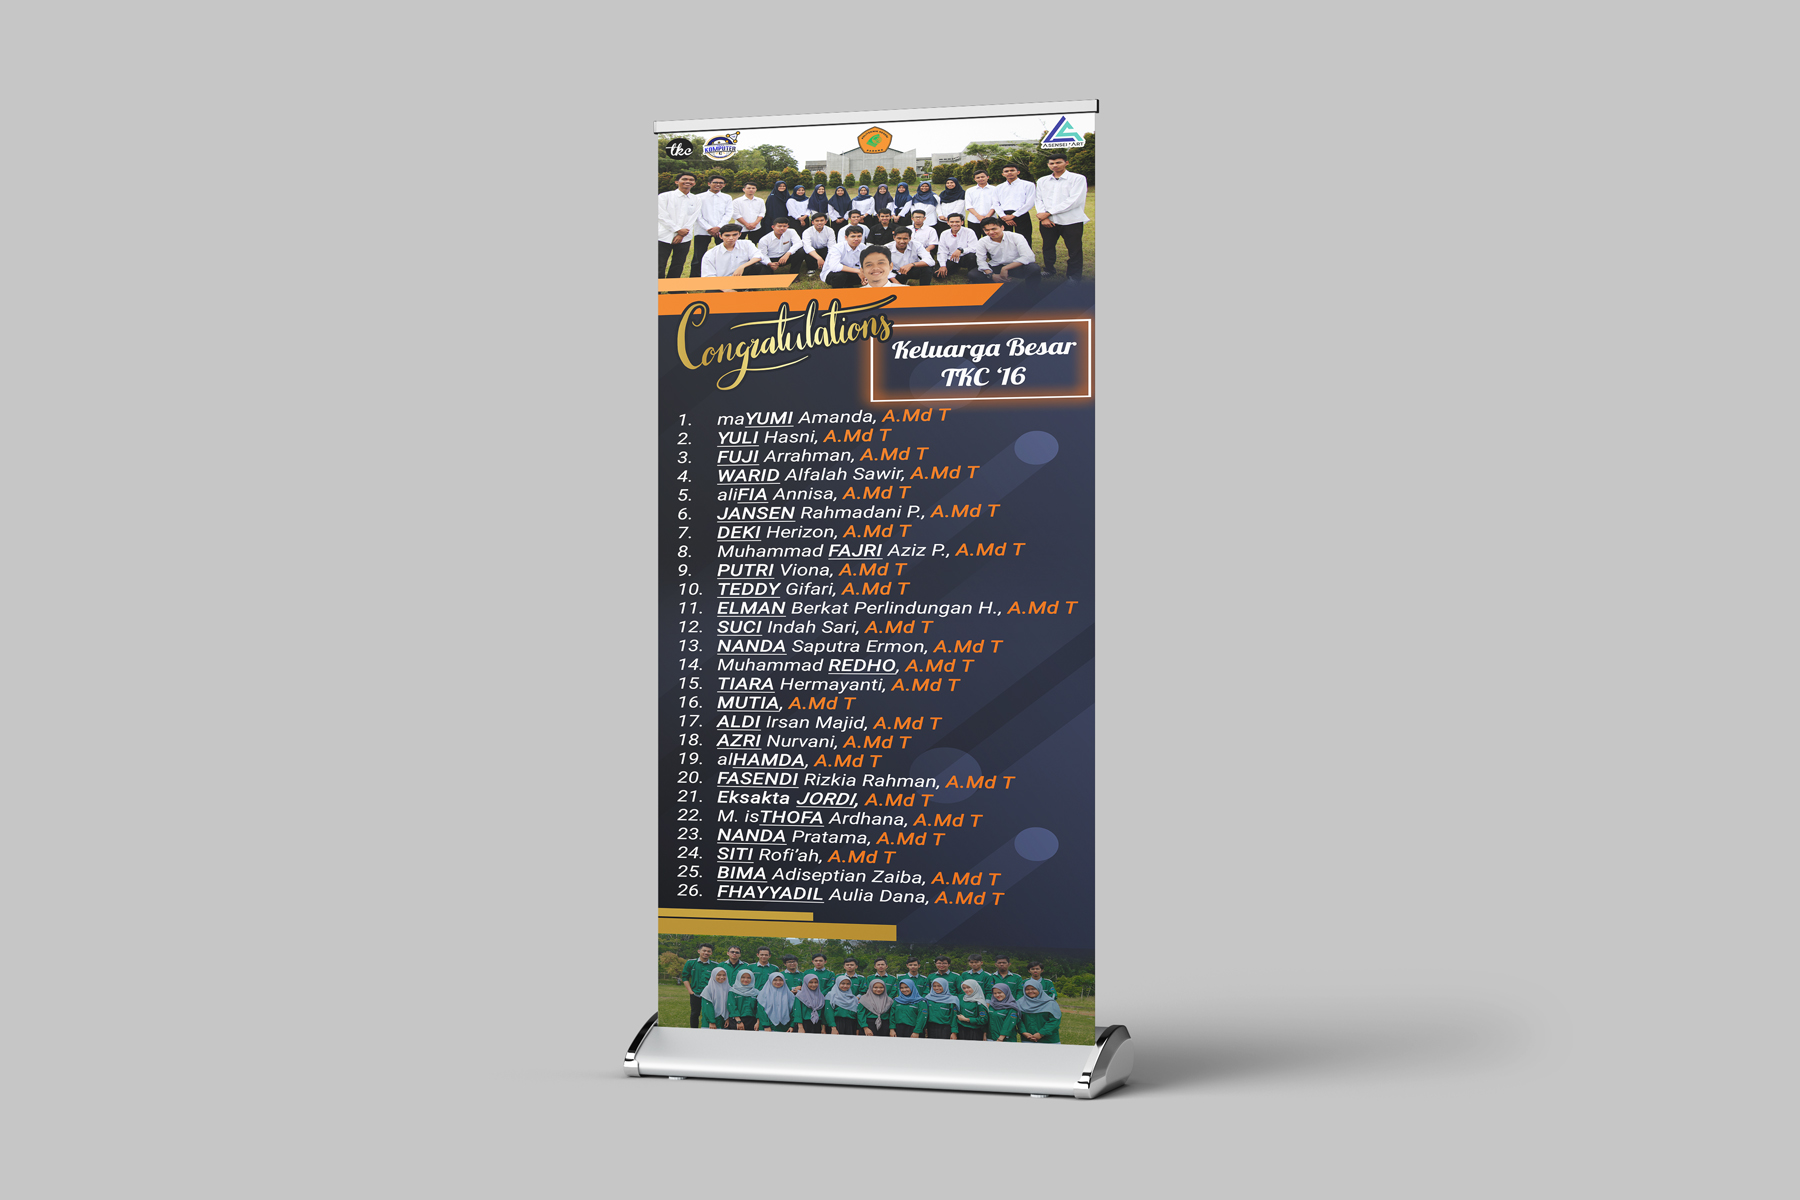 tkc
KOMPUTER
ASENSEI ART
Congratulations
Keluarga Besar
TKC '16
1. maYUMI Amanda, A.Md T
2. YULI Hasni, A.Md T
3. FUJI Arrahman, A.Md T
4. WARID Alfalah Sawir, A.Md T
5. aliFIA Annisa, A.Md T
6. JANSEN Rahmadani P., A.Md T
7. DEKI Herizon, A.Md T
8. Muhammad FAJRI Aziz P., A.Md T
9. PUTRI Viona, A.Md T
10. TEDDY Gifari, A.Md T
11. ELMAN Berkat Perlindungan H., A.Md T
12. SUCI Indah Sari, A.Md T
13. NANDA Saputra Ermon, A.Md T
14. Muhammad REDHO, A.Md T
15. TIARA Hermayanti, A.Md T
16. MUTIA, A.Md T
17. ALDI Irsan Majid, A.Md T
18. AZRI Nurvani, A.Md T
19. alHAMDA, A.Md T
20. FASENDI Rizkia Rahman, A.Md T
21. Eksakta JORDI, A.Md T
22. M. isTHOFA Ardhana, A.Md T
23. NANDA Pratama, A.Md T
24. SITI Rofi'ah, A.Md T
25. BIMA Adiseptian Zaiba, A.Md T
26. FHAYYADIL Aulia Dana, A.Md T